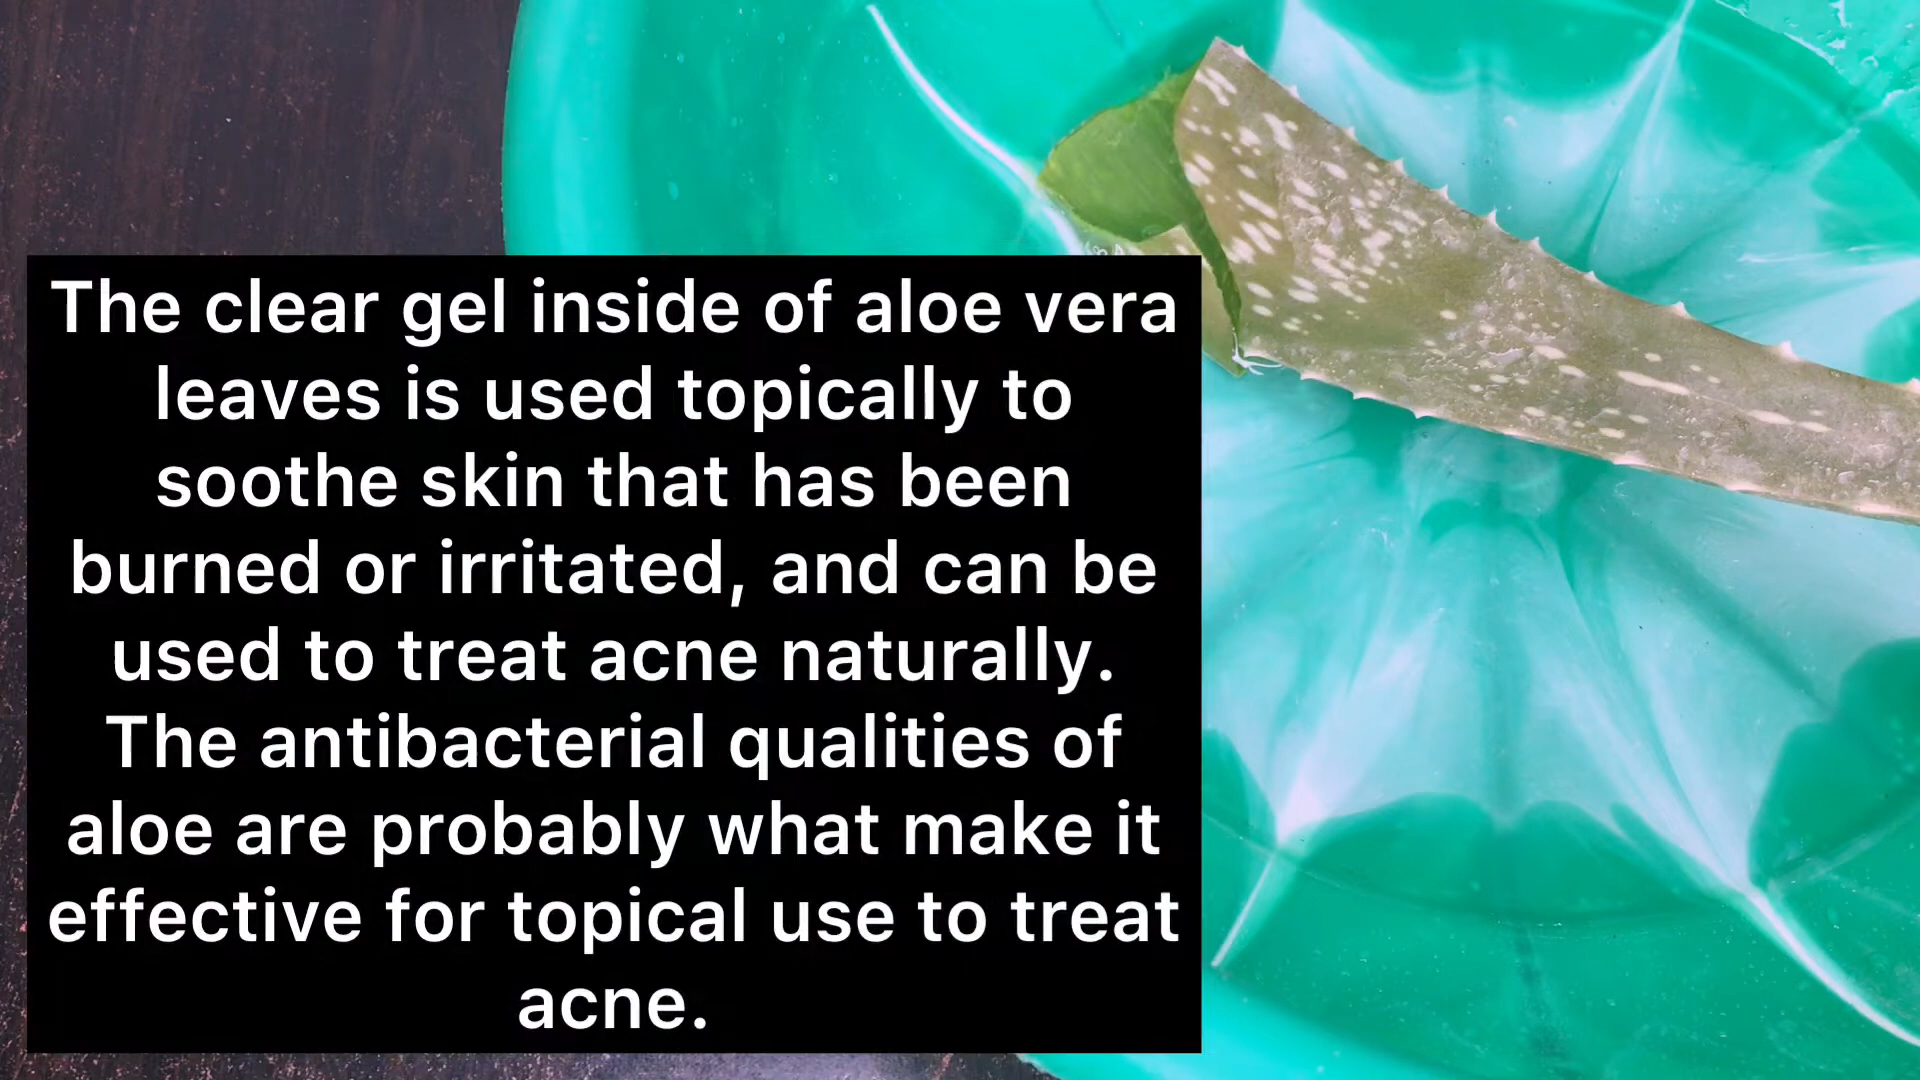 The clear gel inside of aloe vera
leaves is used topically to
soothe skin that has been
burned or irritated, and can be
used to treat acne naturally.
The antibacterial qualities of
aloe are probably what make it
effective for topical use to treat
acne.